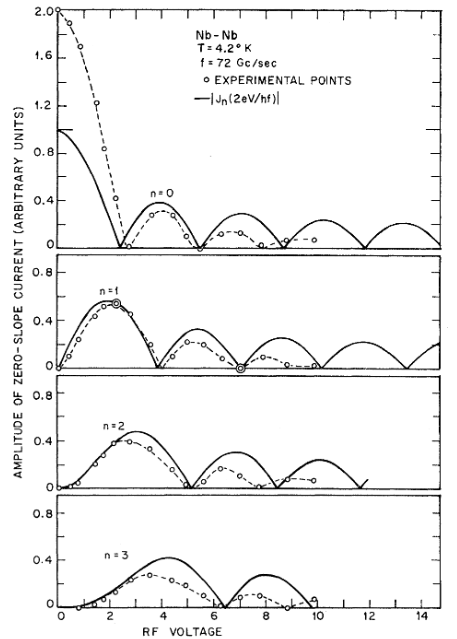 2.0
1.6
1.2
0.8
0.4
0
Nb-Nb
T=4.2°K
f=72 Gc/sec
o EXPERIMENTAL POINTS
—|Jn(2eV/hf)|
n=0
AMPLITUDE OF ZERO-SLOPE CURRENT (ARBITRARY UNITS)
0.8
0.4
0
n=1
0.8
0.4
0
n=2
0.8
0.4
0
n=3
0 2 4 6 8 10 12 14
RF VOLTAGE